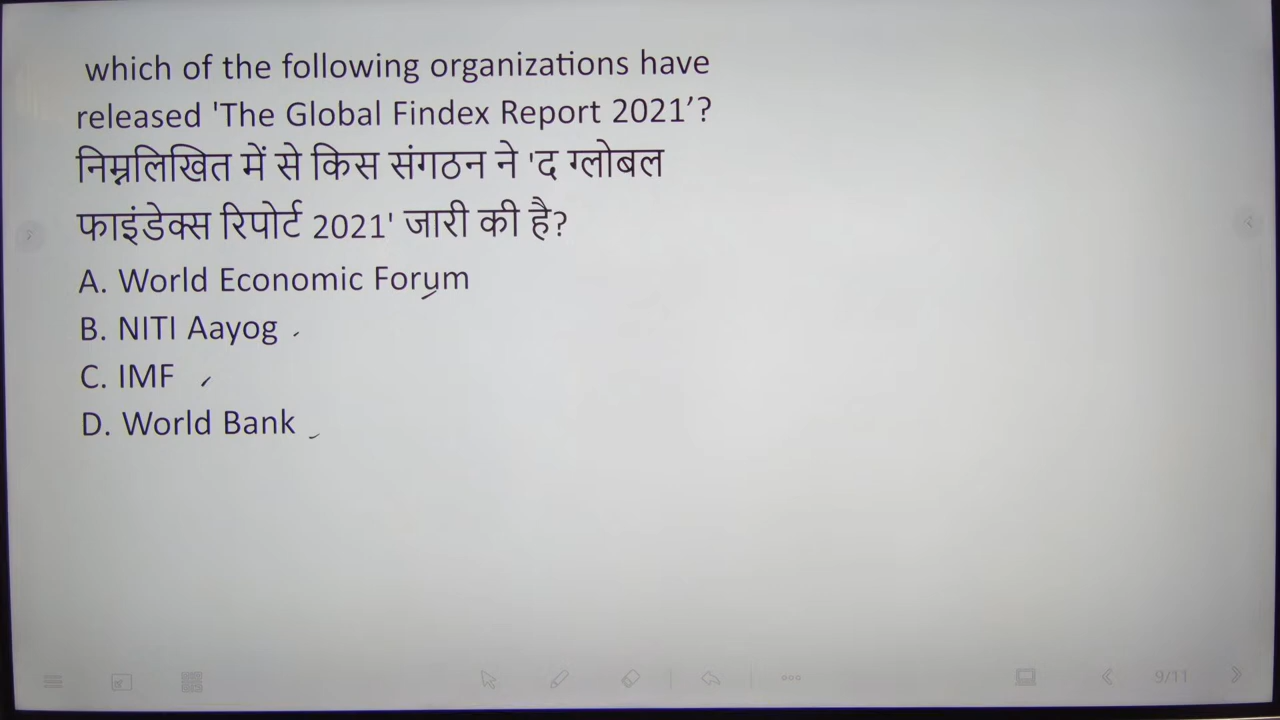 which of the following organizations have
released 'The Global Findex Report 2021’?
निम्नलिखित में से किस संगठन ने 'द ग्लोबल
फाइंडेक्स रिपोर्ट 2021' जारी की है?
A. World Economic Forum
B. NITI Aayog
C. IMF
D. World Bank
9/11